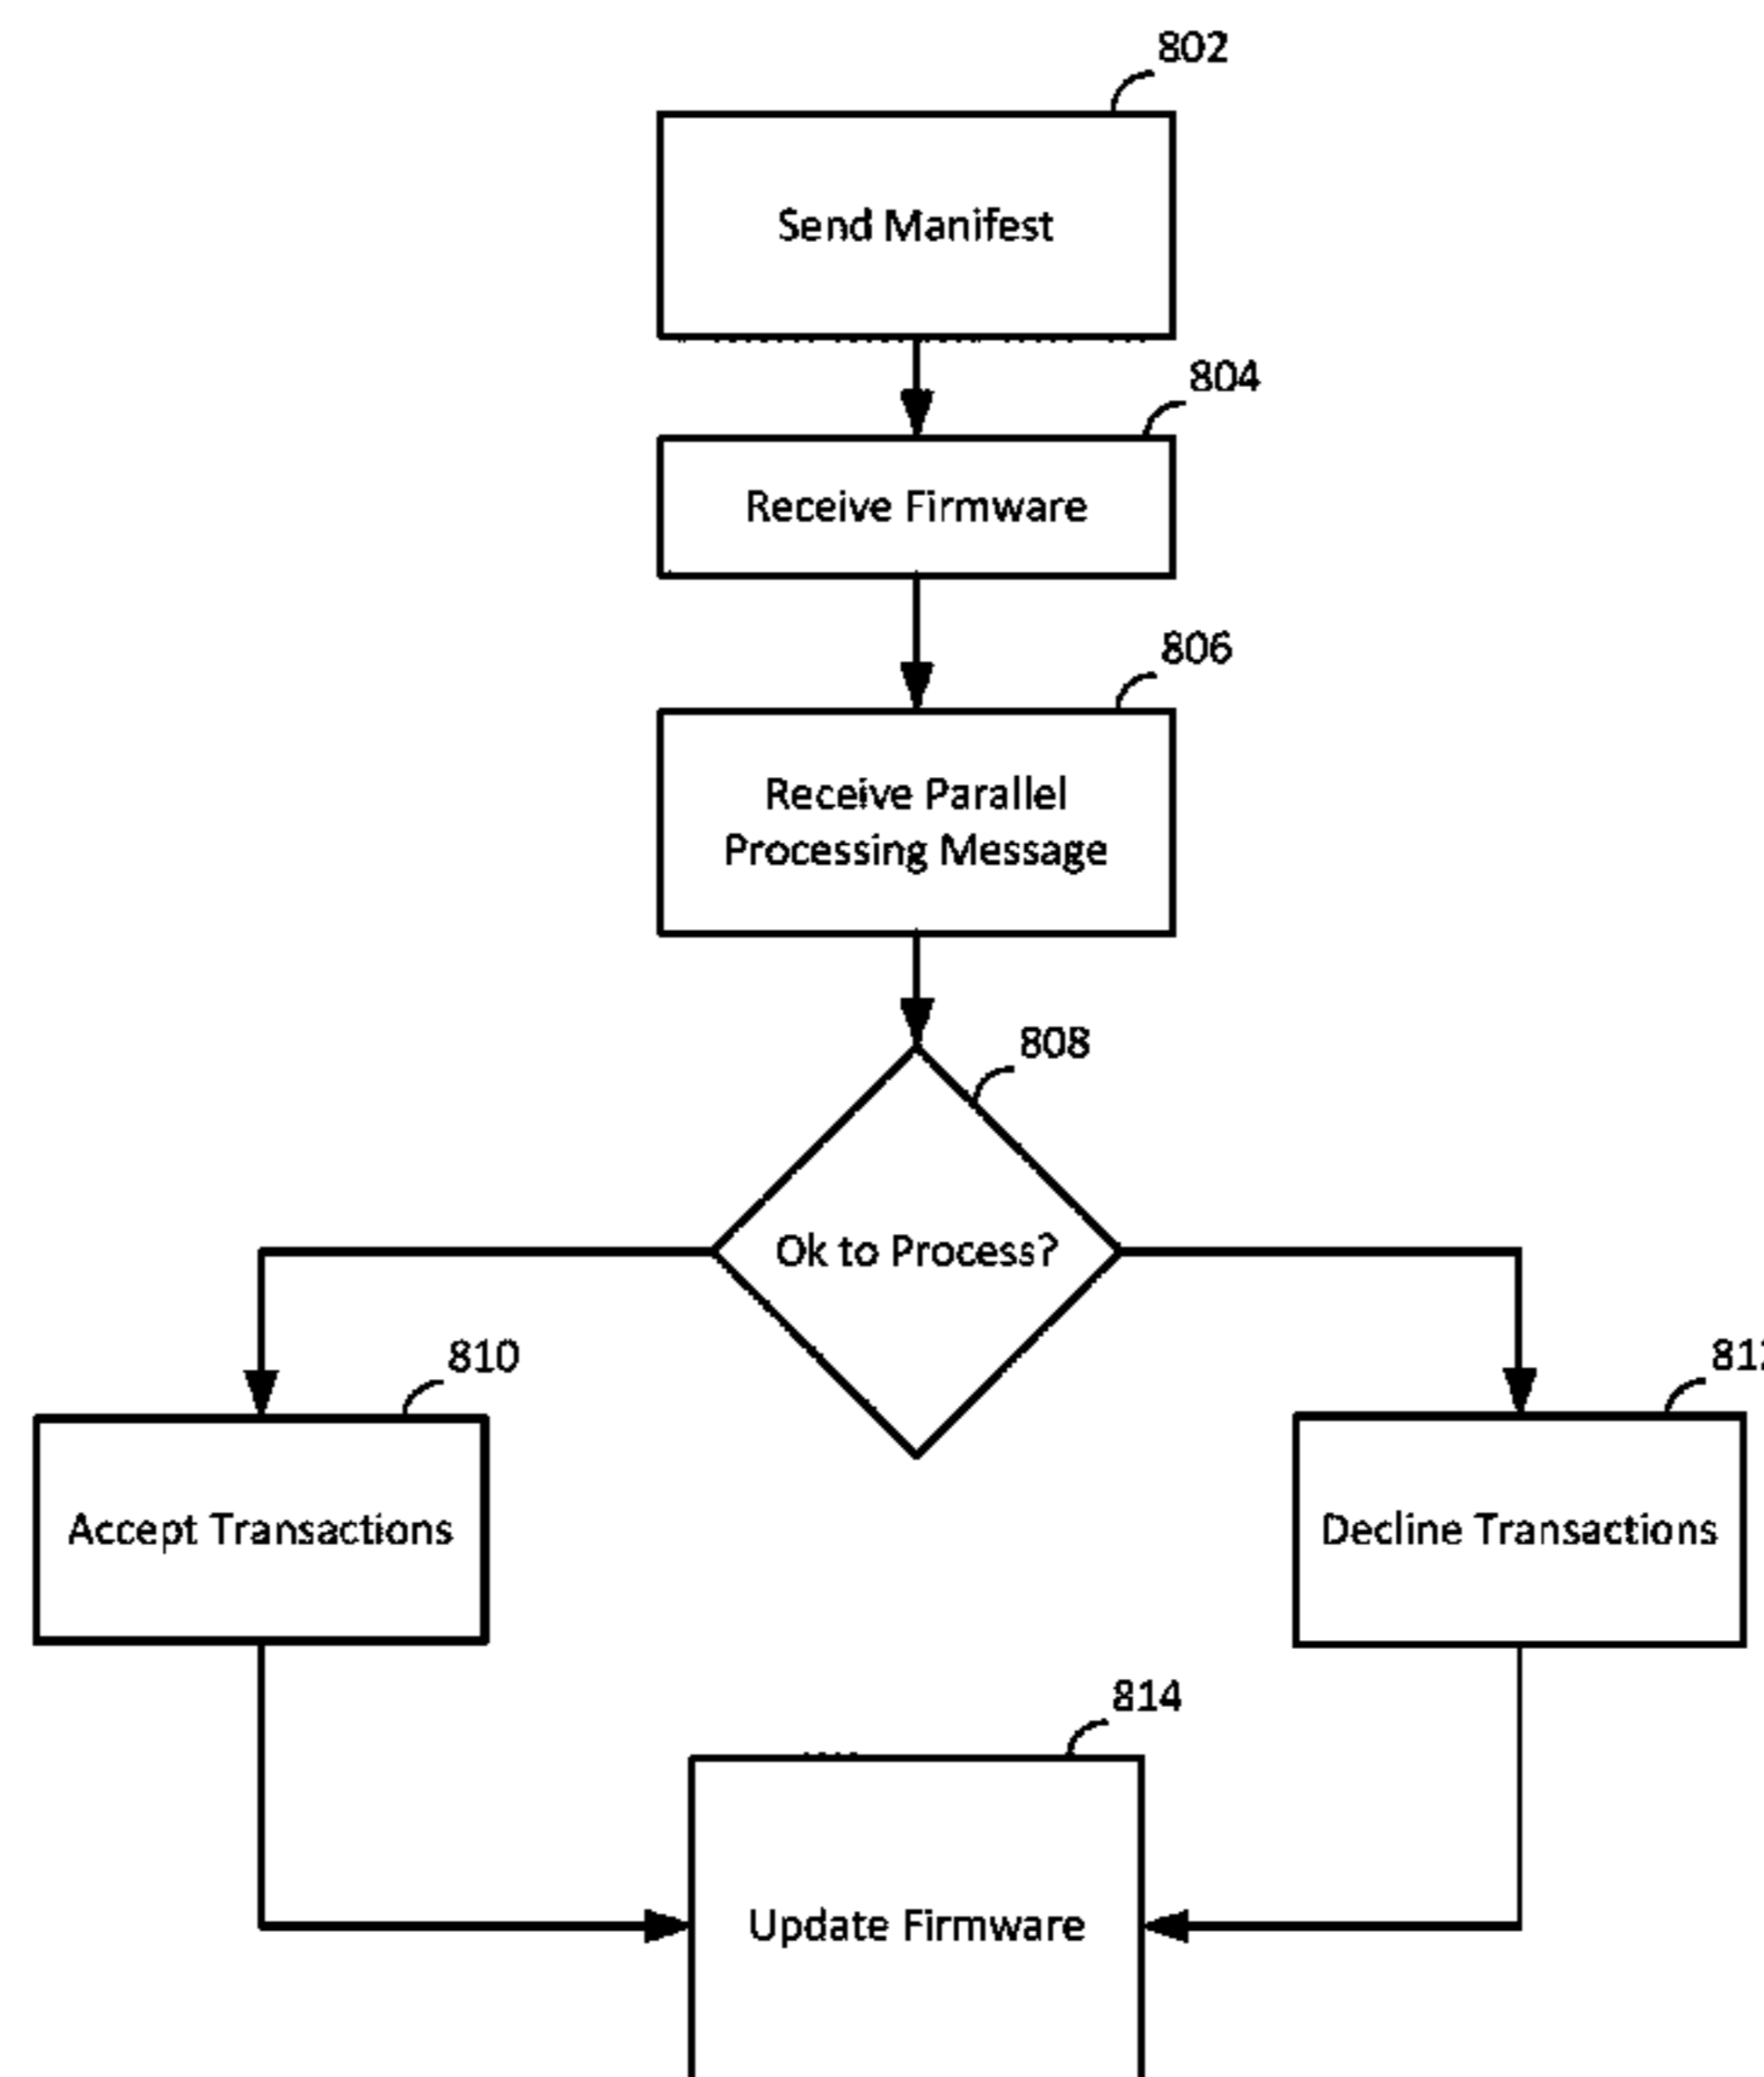 802
Send Manifest
804
Receive Firmware
806
Receive Parallel
Processing Message
808
Ok to Process?
810
Accept Transactions
Decline Transactions
814
Update Firmware